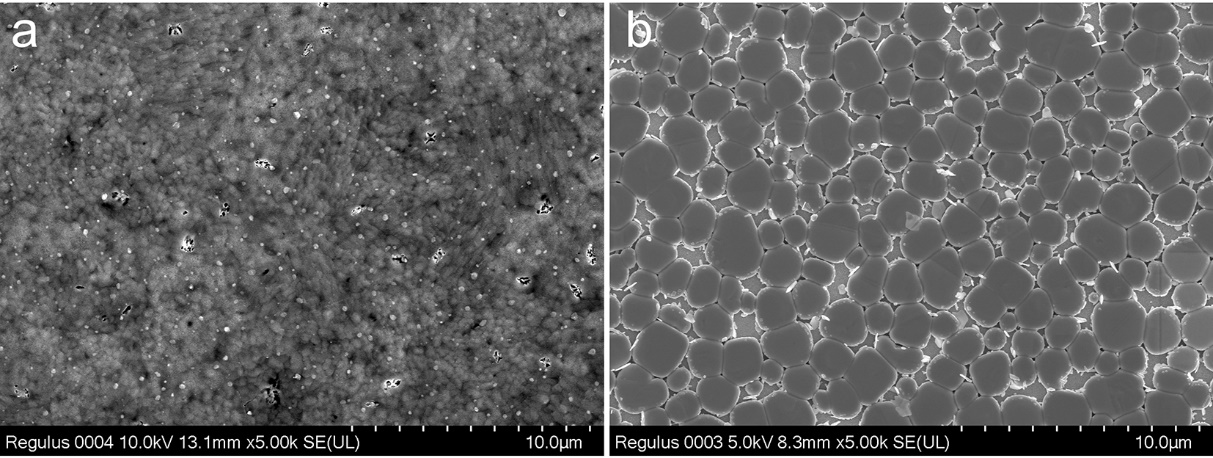 a
b
Regulus 0004 10.0kV 13.1mm x5.00k SE(UL) 10.0μm
Regulus 0003 5.0kV 8.3mm x5.00k SE(UL) 10.0μm